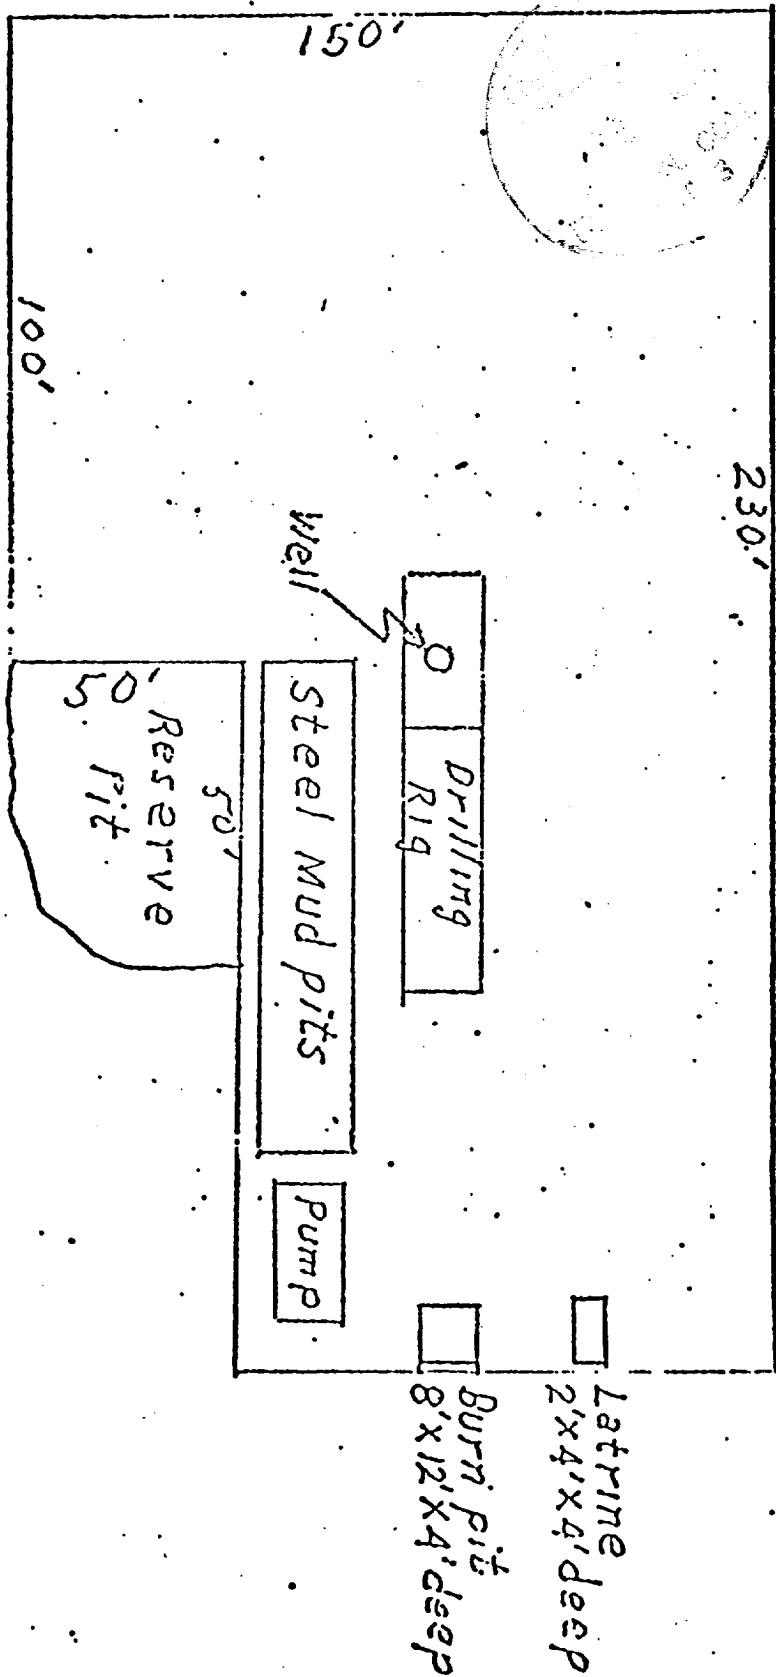 230'
150'
100'
Latrine
2'x4'x4' deep
Burn pit
8'x12'x4' deep
Drilling
Rig
Well
Steel Mud pits
Pump
50'
Reserve
Pit
50'